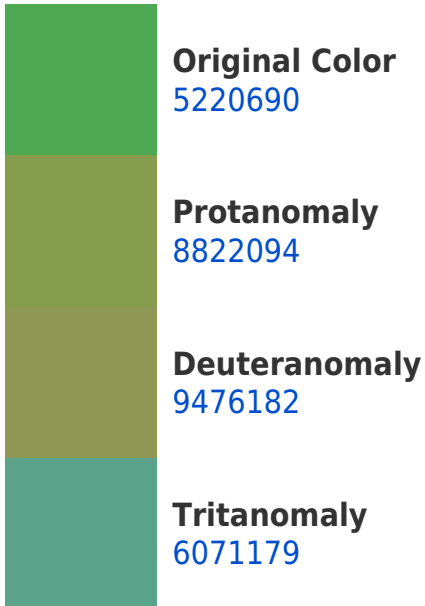 Original Color
5220690
Protanomaly
8822094
Deuteranomaly
9476182
Tritanomaly
6071179